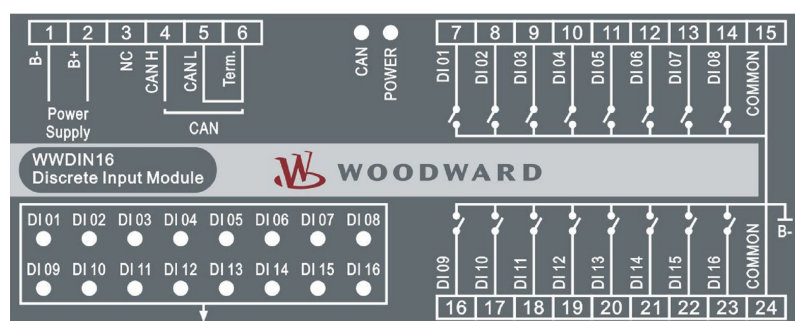 1 2 3 4 5 6
B- B+ NC CAN H CAN L Term.
Power
Supply
CAN
CAN POWER
7 8 9 10 11 12 13 14 15
DI 01 DI 02 DI 03 DI 04 DI 05 DI 06 DI 07 DI 08 COMMON
WWDIN16
Discrete Input Module
WOODWARD
DI 01 DI 02 DI 03 DI 04 DI 05 DI 06 DI 07 DI 08
DI 09 DI 10 DI 11 DI 12 DI 13 DI 14 DI 15 DI 16
B-
DI 09 DI 10 DI 11 DI 12 DI 13 DI 14 DI 15 DI 16 COMMON
16 17 18 19 20 21 22 23 24